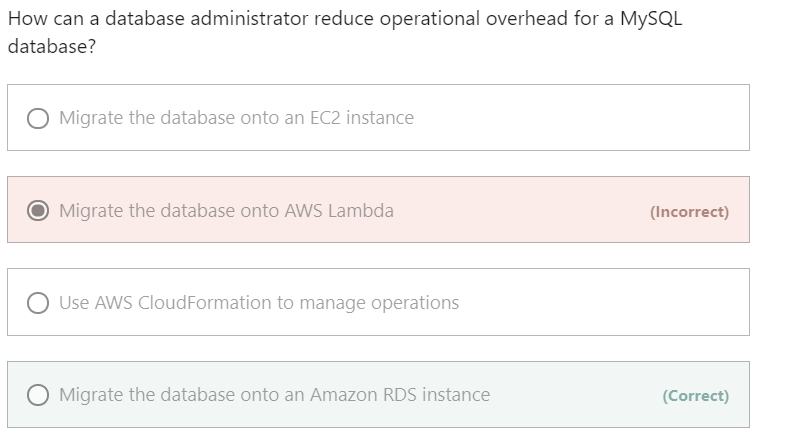 How can a database administrator reduce operational overhead for a MySQL
database?
Migrate the database onto an EC2 instance
Migrate the database onto AWS Lambda (Incorrect)
Use AWS CloudFormation to manage operations
Migrate the database onto an Amazon RDS instance (Correct)